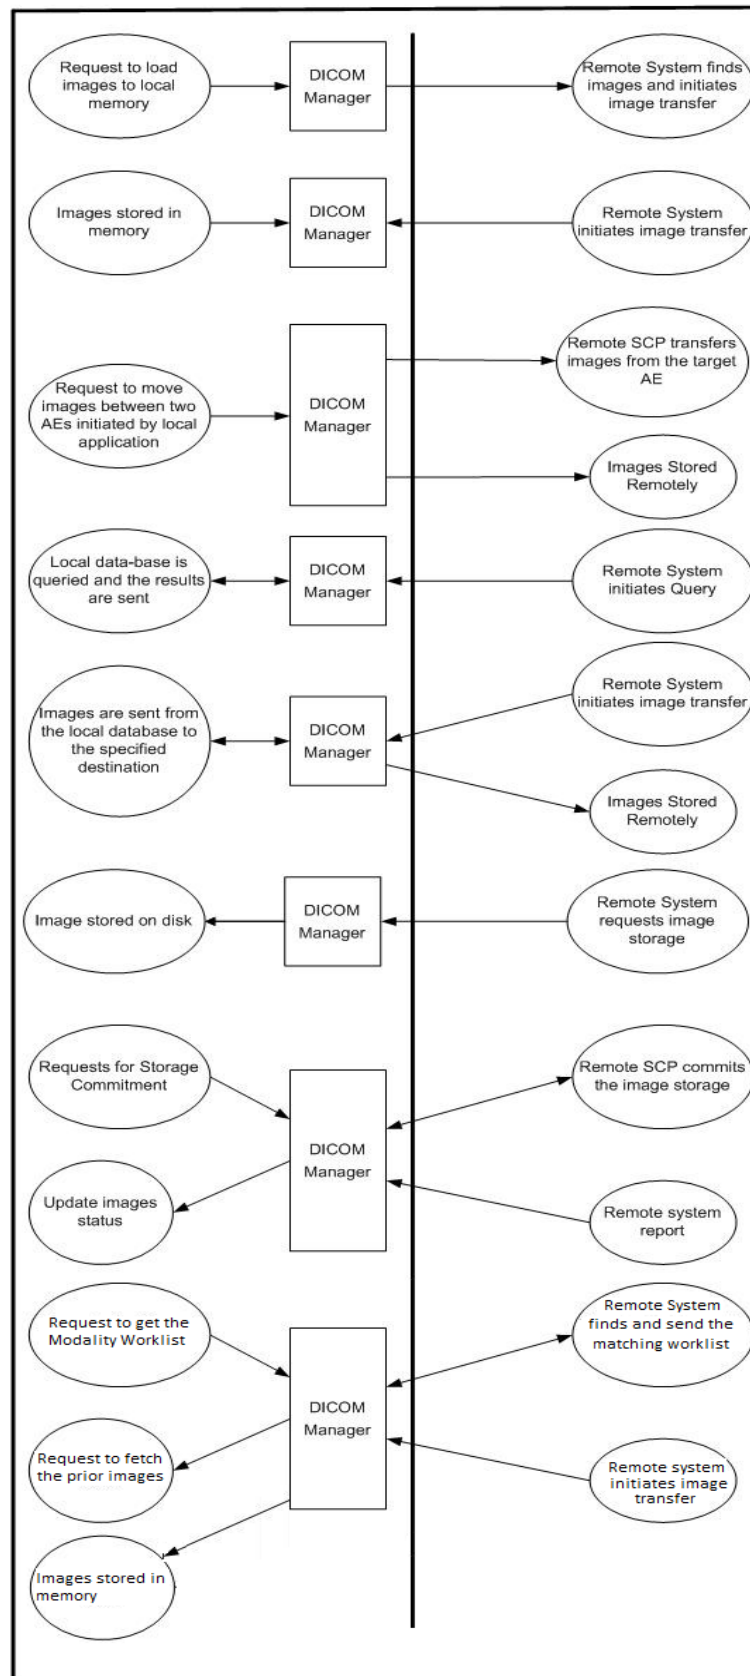 Request to load
images to local
memory
DICOM
Manager
Remote System finds
images and initiates
image transfer
Images stored in
memory
DICOM
Manager
Remote System
initiates image transfer
Request to move
images between two
AEs initiated by local
application
DICOM
Manager
Remote SCP transfers
images from the target
AE
Images Stored
Remotely
Local data-base is
queried and the results
are sent
DICOM
Manager
Remote System
initiates Query
Images are sent from
the local database to
the specified
destination
DICOM
Manager
Remote System
initiates image transfer
Images Stored
Remotely
Image stored on disk
DICOM
Manager
Remote System
requests image
storage
Requests for Storage
Commitment
Update images
status
DICOM
Manager
Remote SCP commits
the image storage
Remote system
report
Request to get the
Modality Worklist
Request to fetch
the prior images
Images stored in
memory
DICOM
Manager
Remote System
finds and send the
matching worklist
Remote system
initiates image
transfer